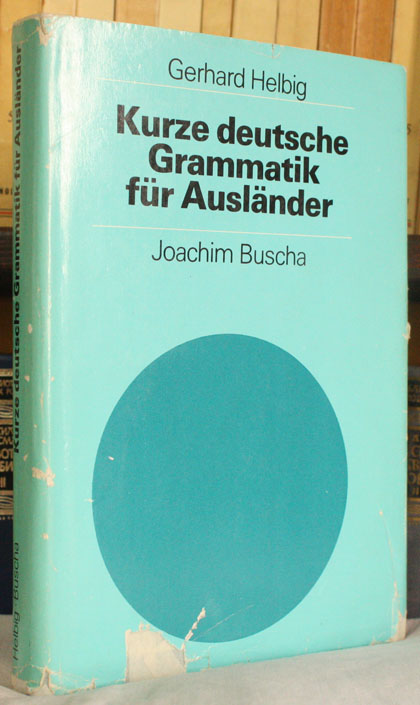 Gerhard Helbig
Kurze deutsche
Grammatik
für Ausländer
Joachim Buscha
Kurze deutsche Grammatik für Ausländer
Helbig · Buscha